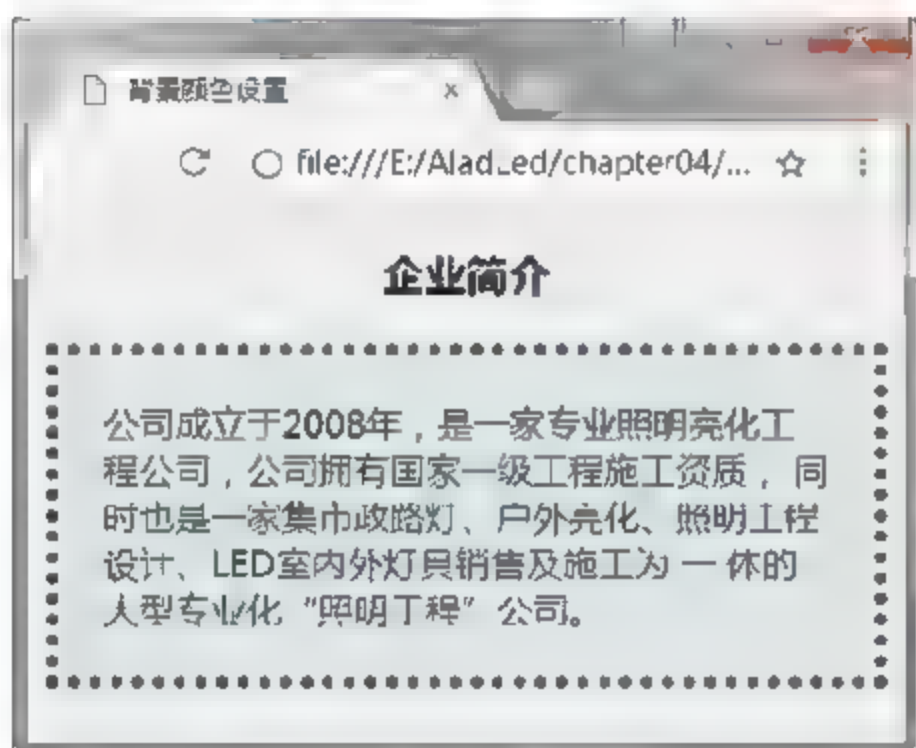 背景颜色设置
file:///E:/AladLed/chapter04/...
企业简介
公司成立于2008年，是一家专业照明亮化工
程公司，公司拥有国家一级工程施工资质， 同
时也是一家集市政路灯、户外亮化、照明工程
设计、LED室内外灯具销售及施工为 一 体的
大型专业化“照明工程”公司。